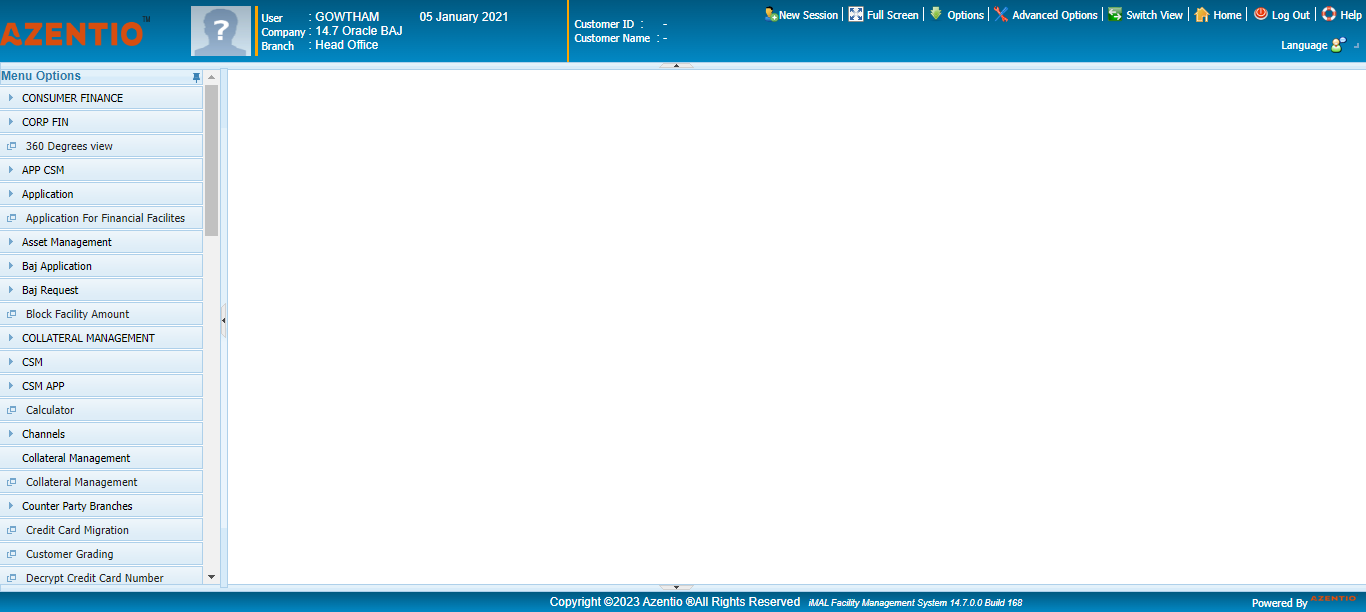 AZENTIO™
User : GOWTHAM 05 January 2021
Company : 14.7 Oracle BAJ
Branch : Head Office
Customer ID : -
Customer Name : -
New Session | Full Screen | Options | Advanced Options | Switch View | Home | Log Out | Help
Language
Menu Options
CONSUMER FINANCE
CORP FIN
360 Degrees view
APP CSM
Application
Application For Financial Facilites
Asset Management
Baj Application
Baj Request
Block Facility Amount
COLLATERAL MANAGEMENT
CSM
CSM APP
Calculator
Channels
Collateral Management
Collateral Management
Counter Party Branches
Credit Card Migration
Customer Grading
Decrypt Credit Card Number
Copyright ©2023 Azentio ®All Rights Reserved iMAL Facility Management System 14.7.0.0 Build 168
Powered By AZENTIO